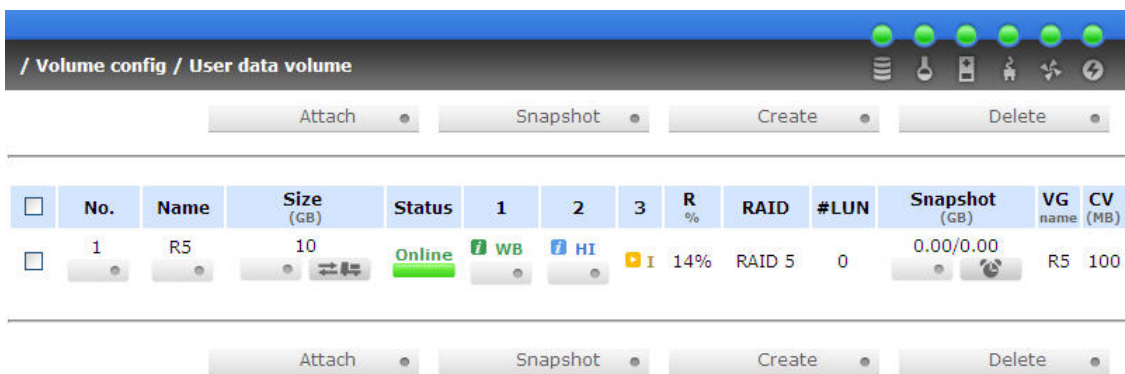 / Volume config / User data volume
Attach Snapshot Create Delete
No. Name Size (GB) Status 1 2 3 R % RAID #LUN Snapshot (GB) VG name CV (MB)
1 R5 10 Online WB HI I 14% RAID 5 0 0.00/0.00 R5 100
Attach Snapshot Create Delete